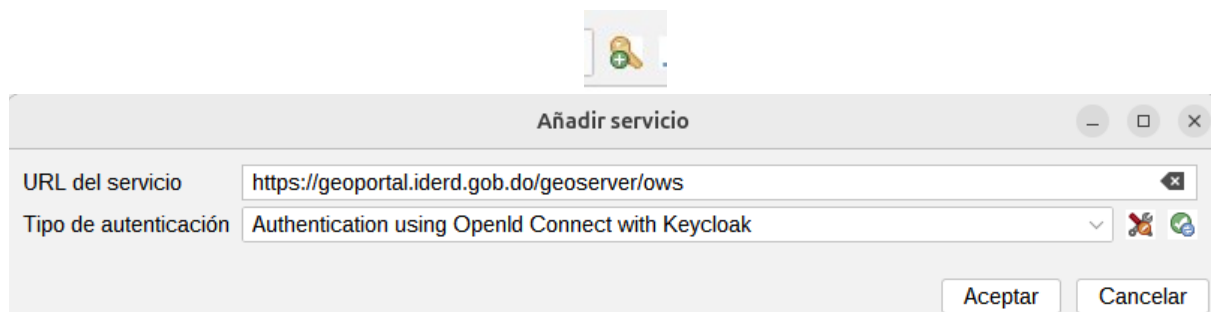 Añadir servicio
URL del servicio https://geoportal.iderd.gob.do/geoserver/ows
Tipo de autenticación Authentication using OpenId Connect with Keycloak
Aceptar Cancelar